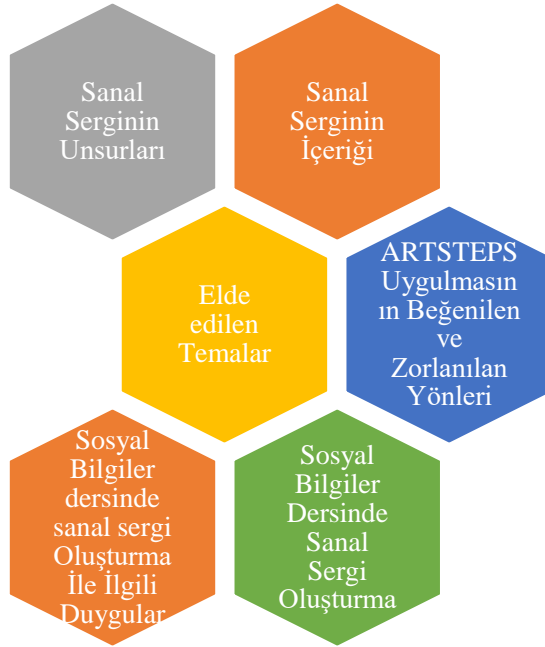 Sanal
Serginin
Unsurları
Sanal
Serginin
İçeriği
Elde
edilen
Temalar
ARTSTEPS
Uygulmasın
ın Beğenilen
ve
Zorlanılan
Yönleri
Sosyal
Bilgiler
dersinde
sanal sergi
Oluşturma
İle İlgili
Duygular
Sosyal
Bilgiler
Dersinde
Sanal
Sergi
Oluşturma